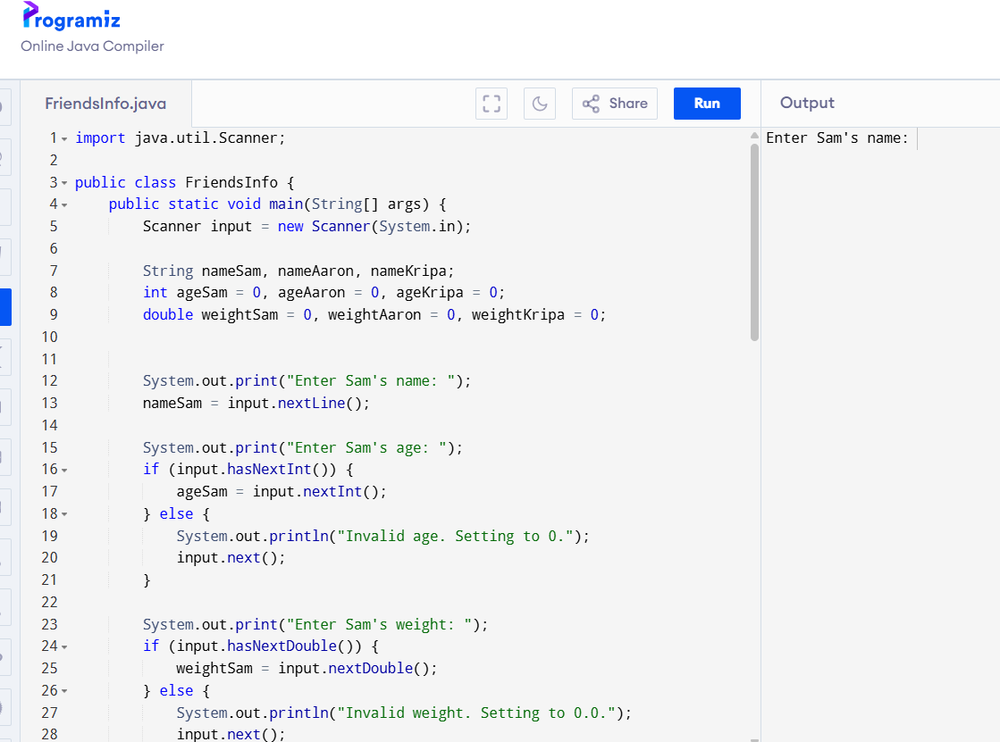 Programiz
Online Java Compiler
FriendsInfo.java
Share
Run
Output
1 import java.util.Scanner;
2
3 public class FriendsInfo {
4     public static void main(String[] args) {
5         Scanner input = new Scanner(System.in);
6
7         String nameSam, nameAaron, nameKripa;
8         int ageSam = 0, ageAaron = 0, ageKripa = 0;
9         double weightSam = 0, weightAaron = 0, weightKripa = 0;
10
11
12         System.out.print("Enter Sam's name: ");
13         nameSam = input.nextLine();
14
15         System.out.print("Enter Sam's age: ");
16         if (input.hasNextInt()) {
17             ageSam = input.nextInt();
18         } else {
19             System.out.println("Invalid age. Setting to 0.");
20             input.next();
21         }
22
23         System.out.print("Enter Sam's weight: ");
24         if (input.hasNextDouble()) {
25             weightSam = input.nextDouble();
26         } else {
27             System.out.println("Invalid weight. Setting to 0.0.");
28             input.next();
Enter Sam's name: